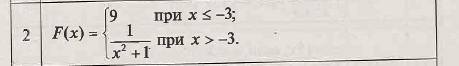 2 F(x) = { 9 при x ≤ −3;
1/(x² + 1) при x > −3.